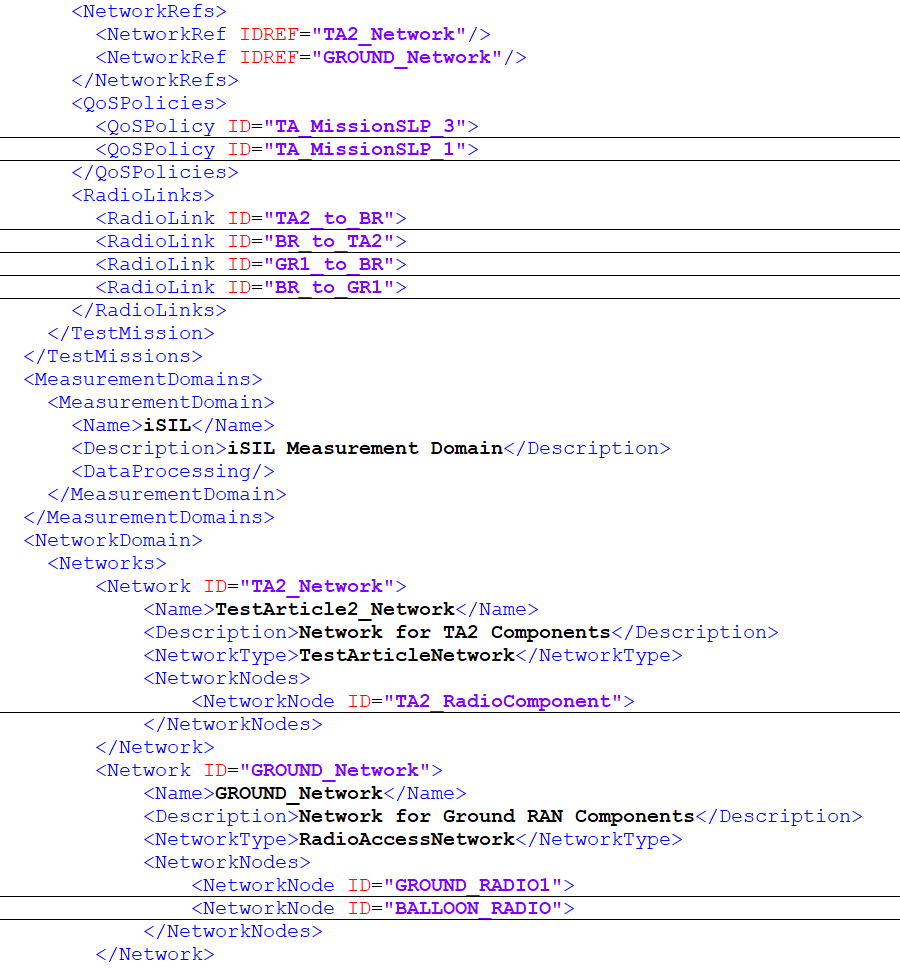 <NetworkRefs>
<NetworkRef IDREF="TA2_Network"/>
<NetworkRef IDREF="GROUND_Network"/>
</NetworkRefs>
<QoSPolicies>
<QoSPolicy ID="TA_MissionSLP_3">
<QoSPolicy ID="TA_MissionSLP_1">
</QoSPolicies>
<RadioLinks>
<RadioLink ID="TA2_to_BR">
<RadioLink ID="BR_to_TA2">
<RadioLink ID="GR1_to_BR">
<RadioLink ID="BR_to_GR1">
</RadioLinks>
</TestMission>
</TestMissions>
<MeasurementDomains>
<MeasurementDomain>
<Name>iSIL</Name>
<Description>iSIL Measurement Domain</Description>
<DataProcessing/>
</MeasurementDomain>
</MeasurementDomains>
<NetworkDomain>
<Networks>
<Network ID="TA2_Network">
<Name>TestArticle2_Network</Name>
<Description>Network for TA2 Components</Description>
<NetworkType>TestArticleNetwork</NetworkType>
<NetworkNodes>
<NetworkNode ID="TA2_RadioComponent">
</NetworkNodes>
</Network>
<Network ID="GROUND_Network">
<Name>GROUND_Network</Name>
<Description>Network for Ground RAN Components</Description>
<NetworkType>RadioAccessNetwork</NetworkType>
<NetworkNodes>
<NetworkNode ID="GROUND_RADIO1">
<NetworkNode ID="BALLOON_RADIO">
</NetworkNodes>
</Network>